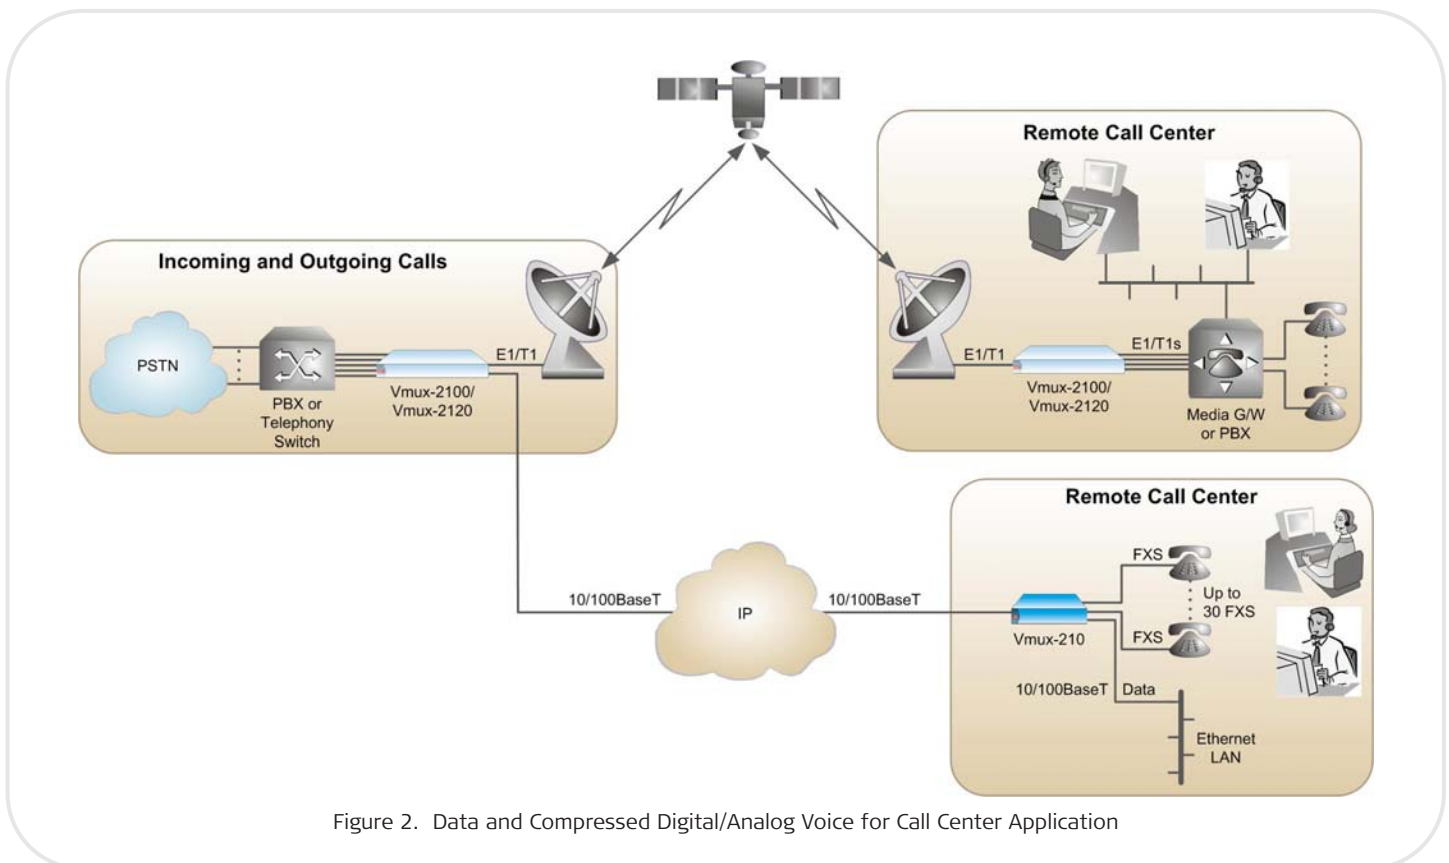 Remote Call Center
Incoming and Outgoing Calls
PSTN
PBX or
Telephony
Switch
E1/T1
Vmux-2100/
Vmux-2120
E1/T1
Vmux-2100/
Vmux-2120
E1/T1s
Media G/W
or PBX
Remote Call Center
10/100BaseT
IP
10/100BaseT
Vmux-210
FXS
Up to
30 FXS
FXS
10/100BaseT
Data
Ethernet
LAN
Figure 2. Data and Compressed Digital/Analog Voice for Call Center Application